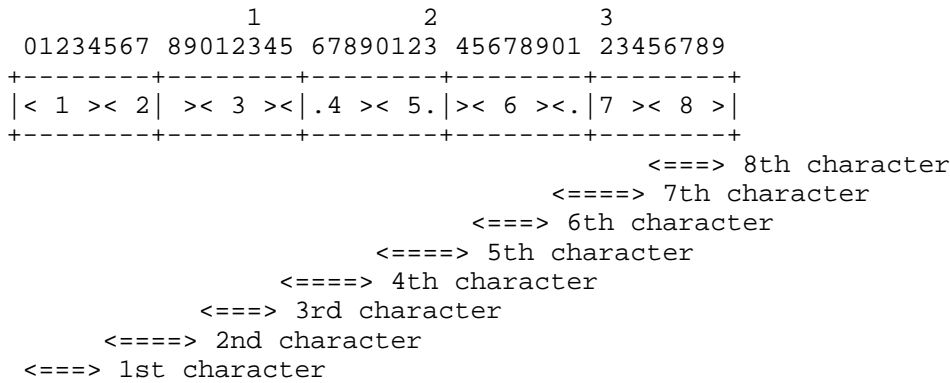 1          2          3
 01234567 89012345 67890123 45678901 23456789
+--------+--------+--------+--------+--------+
|< 1 >< 2| >< 3 ><|.4 >< 5.|>< 6 ><.|7 >< 8 >|
+--------+--------+--------+--------+--------+
                                        <===> 8th character
                                  <====> 7th character
                             <===> 6th character
                       <====> 5th character
                 <====> 4th character
            <===> 3rd character
      <====> 2nd character
 <===> 1st character